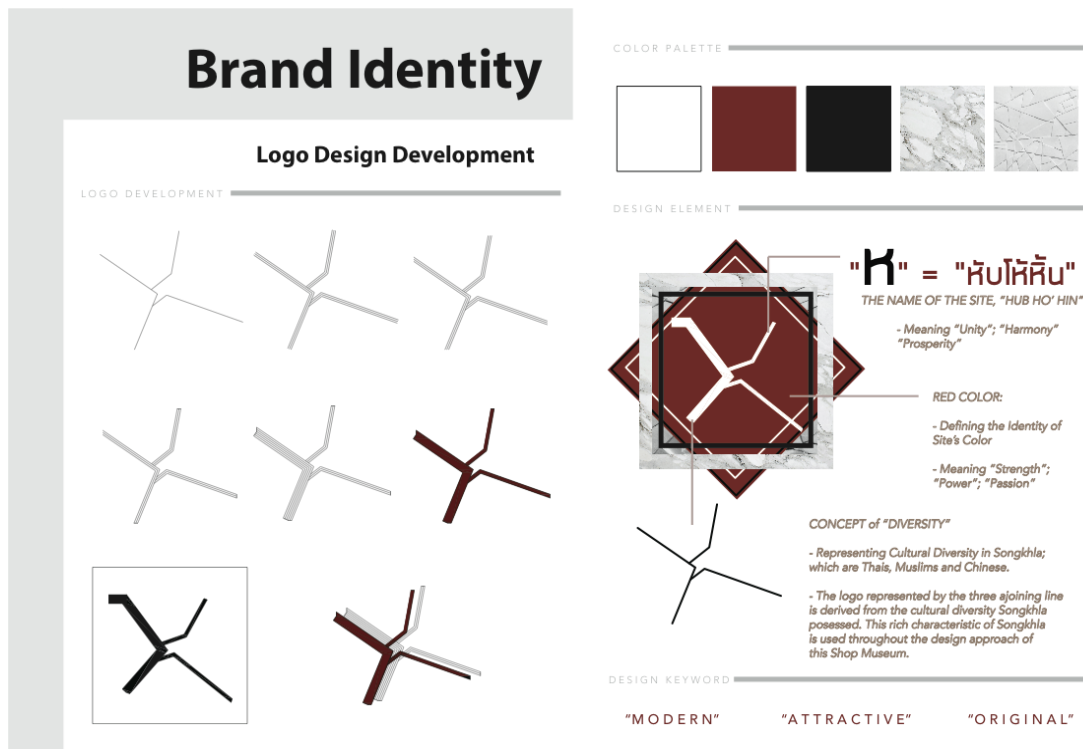 Brand Identity
Logo Design Development
LOGO DEVELOPMENT
COLOR PALETTE
DESIGN ELEMENT
"ห" = "หับโห้หิ้น"
THE NAME OF THE SITE, "HUB HO' HIN"
- Meaning "Unity"; "Harmony"
"Prosperity"
RED COLOR:
- Defining the Identity of
Site's Color
- Meaning "Strength";
"Power"; "Passion"
CONCEPT of "DIVERSITY"
- Representing Cultural Diversity in Songkhla;
which are Thais, Muslims and Chinese.
- The logo represented by the three ajoining line
is derived from the cultural diversity Songkhla
posessed. This rich characteristic of Songkhla
is used throughout the design approach of
this Shop Museum.
DESIGN KEYWORD
"MODERN" "ATTRACTIVE" "ORIGINAL"